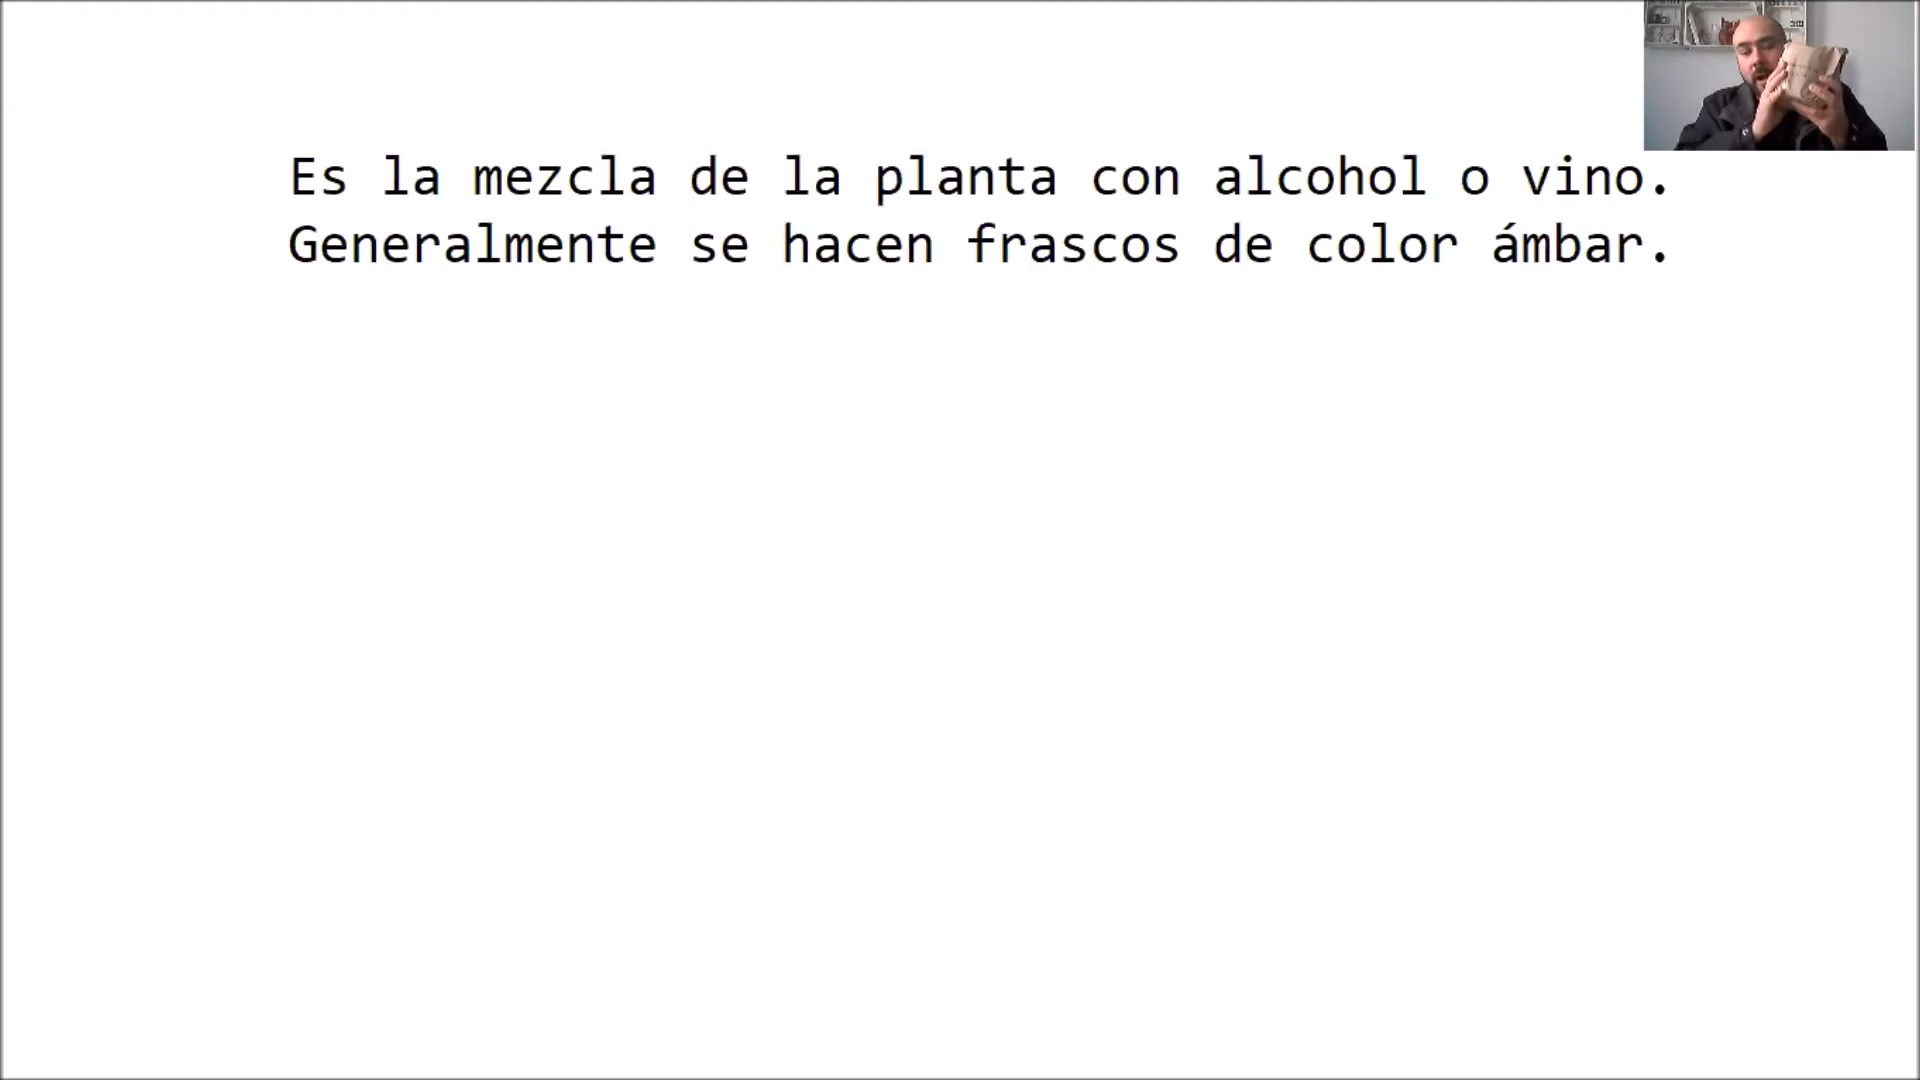 Es la mezcla de la planta con alcohol o vino.
Generalmente se hacen frascos de color ámbar.